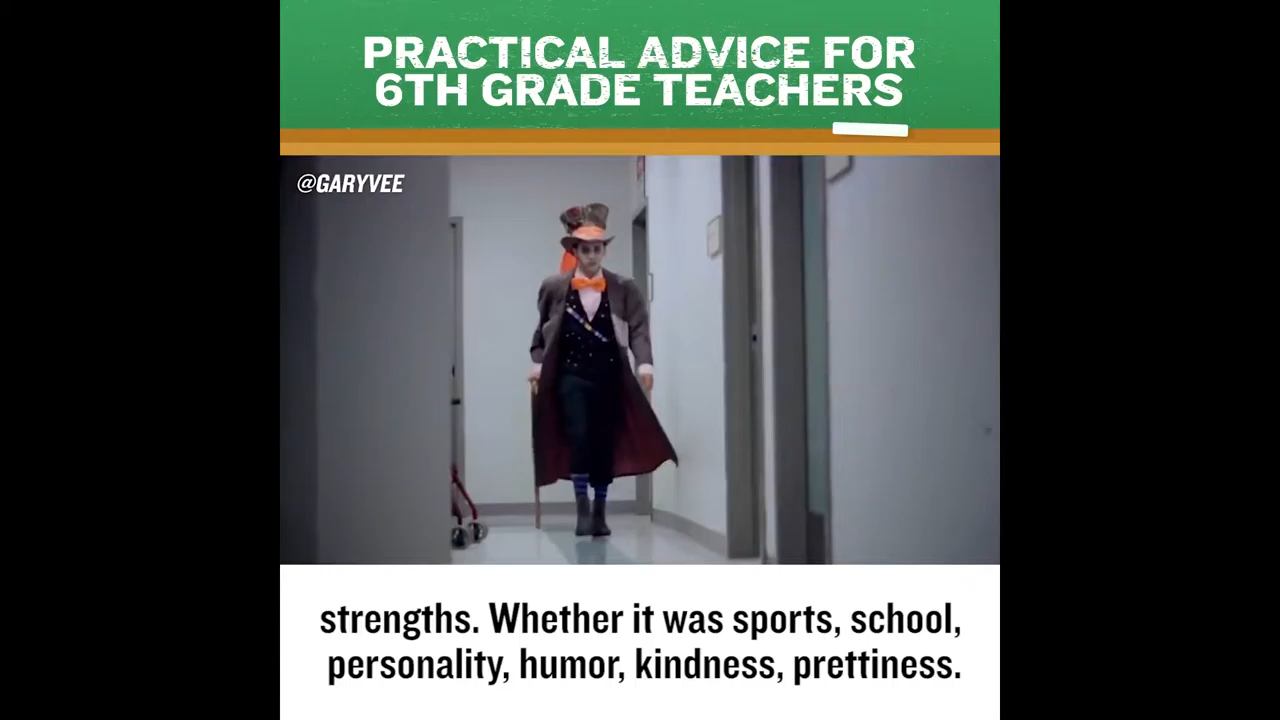 PRACTICAL ADVICE FOR
6TH GRADE TEACHERS
@GARYVEE
strengths. Whether it was sports, school,
personality, humor, kindness, prettiness.